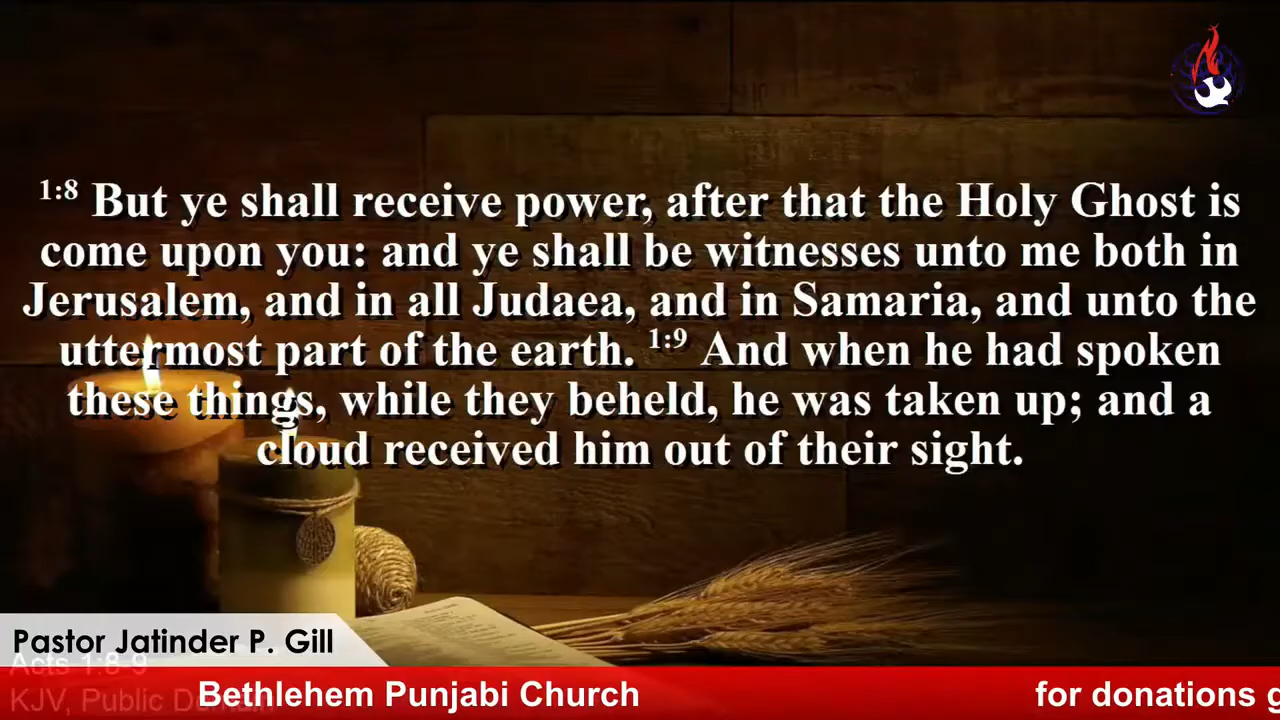 1:8 But ye shall receive power, after that the Holy Ghost is
come upon you: and ye shall be witnesses unto me both in
Jerusalem, and in all Judaea, and in Samaria, and unto the
uttermost part of the earth. 1:9 And when he had spoken
these things, while they beheld, he was taken up; and a
cloud received him out of their sight.
Pastor Jatinder P. Gill
Acts 1:8-9
KJV, Public Domain
Bethlehem Punjabi Church
for donations g